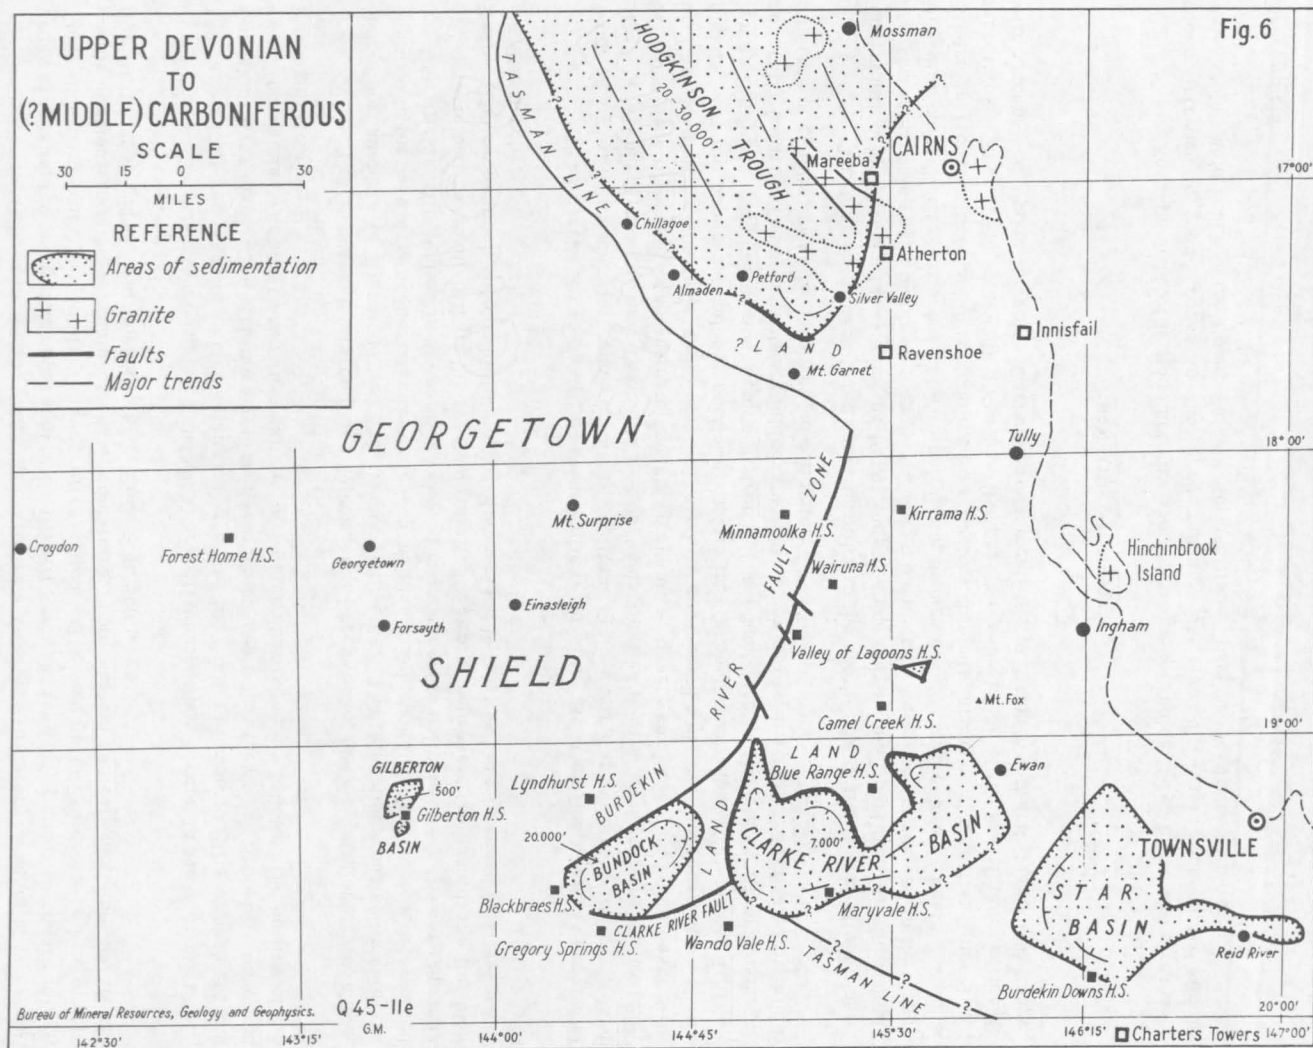 Fig. 6
UPPER DEVONIAN
TO
(?MIDDLE) CARBONIFEROUS
SCALE
30 15 0 30
MILES
REFERENCE
Areas of sedimentation
Granite
Faults
Major trends
TASMAN LINE
HODGKINSON
20-30,000'
TROUGH
Mossman
CAIRNS
Mareeba
17°00'
Chillagoe
Atherton
Almaden
Petford
Silver Valley
Innisfail
? LAND
Ravenshoe
Mt. Garnet
GEORGETOWN
Tully
18°00'
ZONE
Mt. Surprise
Minnamoolka H.S.
Kirrama H.S.
Croydon
Forest Home H.S.
Georgetown
FAULT
Wairuna H.S.
Hinchinbrook
Island
Einasleigh
Forsayth
Ingham
Valley of Lagoons H.S.
SHIELD
RIVER
Mt. Fox
Camel Creek H.S.
19°00'
LAND
GILBERTON
500'
Gilberton H.S.
BASIN
Lyndhurst H.S.
BURDEKIN
Blue Range H.S.
Ewan
20,000'
BUNDOCK
BASIN
LAND
CLARKE RIVER
7,000'
BASIN
TOWNSVILLE
Blackbraes H.S.
Maryvale H.S.
STAR
BASIN
CLARKE RIVER FAULT
Gregory Springs H.S.
Wando Vale H.S.
Reid River
TASMAN LINE
Burdekin Downs H.S.
Bureau of Mineral Resources, Geology and Geophysics.
Q 45-11e
G.M.
20°00'
142°30' 143°15' 144°00' 144°45' 145°30' 146°15' 147°00'
Charters Towers